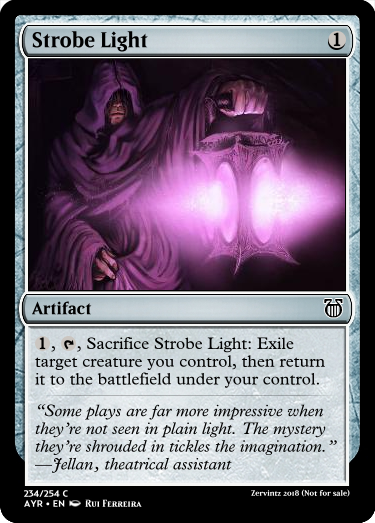 Strobe Light 1
Artifact
1, , Sacrifice Strobe Light: Exile
target creature you control, then return
it to the battlefield under your control.
“Some plays are far more impressive when
they’re not seen in plain light. The mystery
they’re shrouded in tickles the imagination.”
—Jellan, theatrical assistant
234/254 C
Zervintz 2018 (Not for sale)
AYR • EN Rui Ferreira